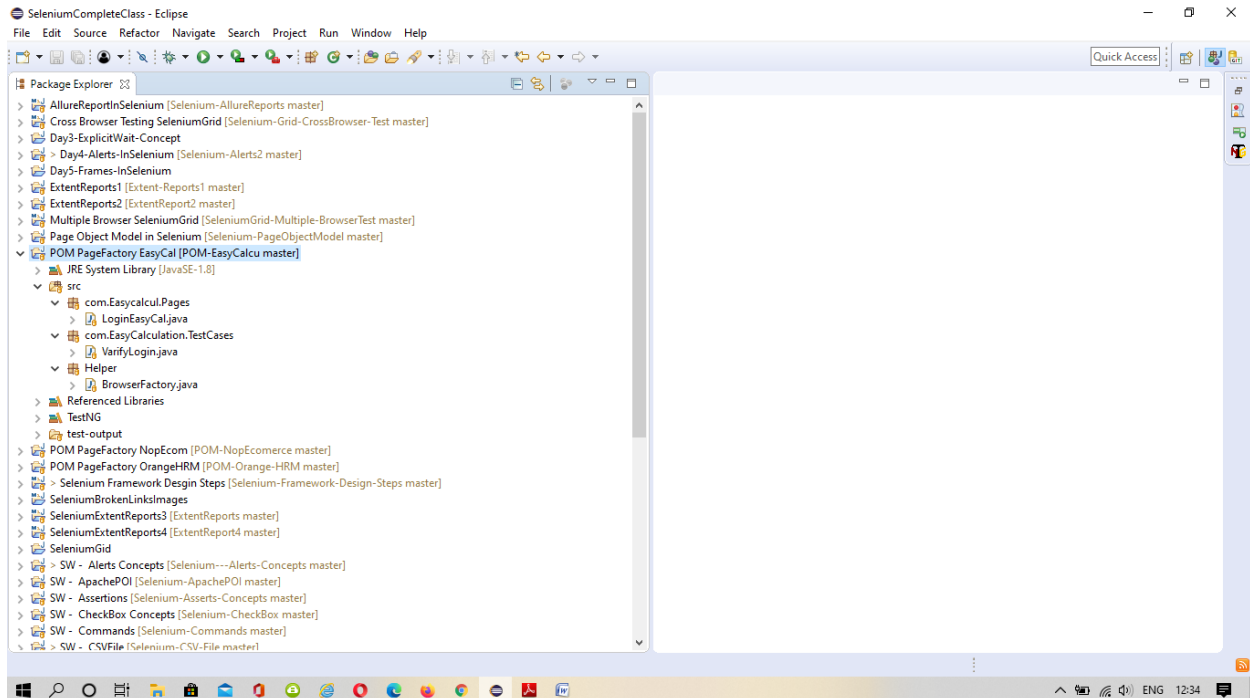 SeleniumCompleteClass - Eclipse
File Edit Source Refactor Navigate Search Project Run Window Help
Quick Access
Package Explorer
AllureReportInSelenium [Selenium-AllureReports master]
Cross Browser Testing SeleniumGrid [Selenium-Grid-CrossBrowser-Test master]
Day3-ExplicitWait-Concept
> Day4-Alerts-InSelenium [Selenium-Alerts2 master]
Day5-Frames-InSelenium
ExtentReports1 [Extent-Reports1 master]
ExtentReports2 [ExtentReport2 master]
Multiple Browser SeleniumGrid [SeleniumGrid-Multiple-BrowserTest master]
Page Object Model in Selenium [Selenium-PageObjectModel master]
POM PageFactory EasyCal [POM-EasyCalcu master]
JRE System Library [JavaSE-1.8]
src
com.Easycalcul.Pages
LoginEasyCal.java
com.EasyCalculation.TestCases
VarifyLogin.java
Helper
BrowserFactory.java
Referenced Libraries
TestNG
test-output
POM PageFactory NopEcom [POM-NopEcomerce master]
POM PageFactory OrangeHRM [POM-Orange-HRM master]
> Selenium Framework Desgin Steps [Selenium-Framework-Design-Steps master]
SeleniumBrokenLinksImages
SeleniumExtentReports3 [ExtentReports master]
SeleniumExtentReports4 [ExtentReport4 master]
SeleniumGid
> SW - Alerts Concepts [Selenium---Alerts-Concepts master]
SW - ApachePOI [Selenium-ApachePOI master]
SW - Assertions [Selenium-Asserts-Concepts master]
SW - CheckBox Concepts [Selenium-CheckBox master]
SW - Commands [Selenium-Commands master]
> SW - CSVFile [Selenium-CSV-File master]
ENG 12:34